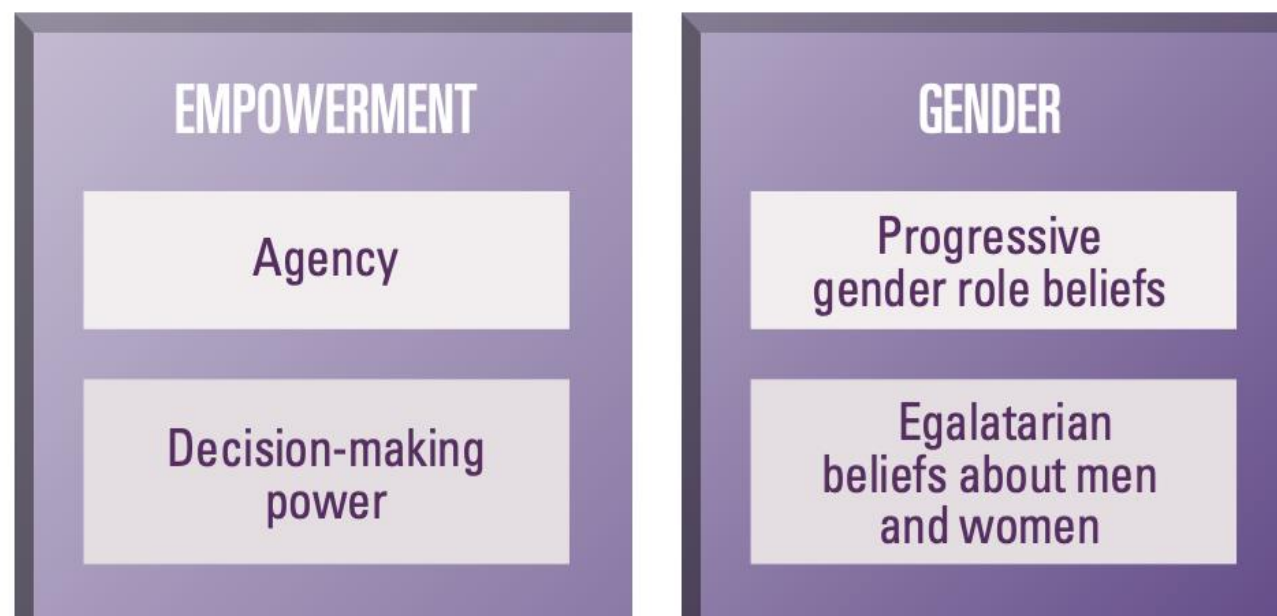 EMPOWERMENT
Agency
Decision-making
power
GENDER
Progressive
gender role beliefs
Egalatarian
beliefs about men
and women